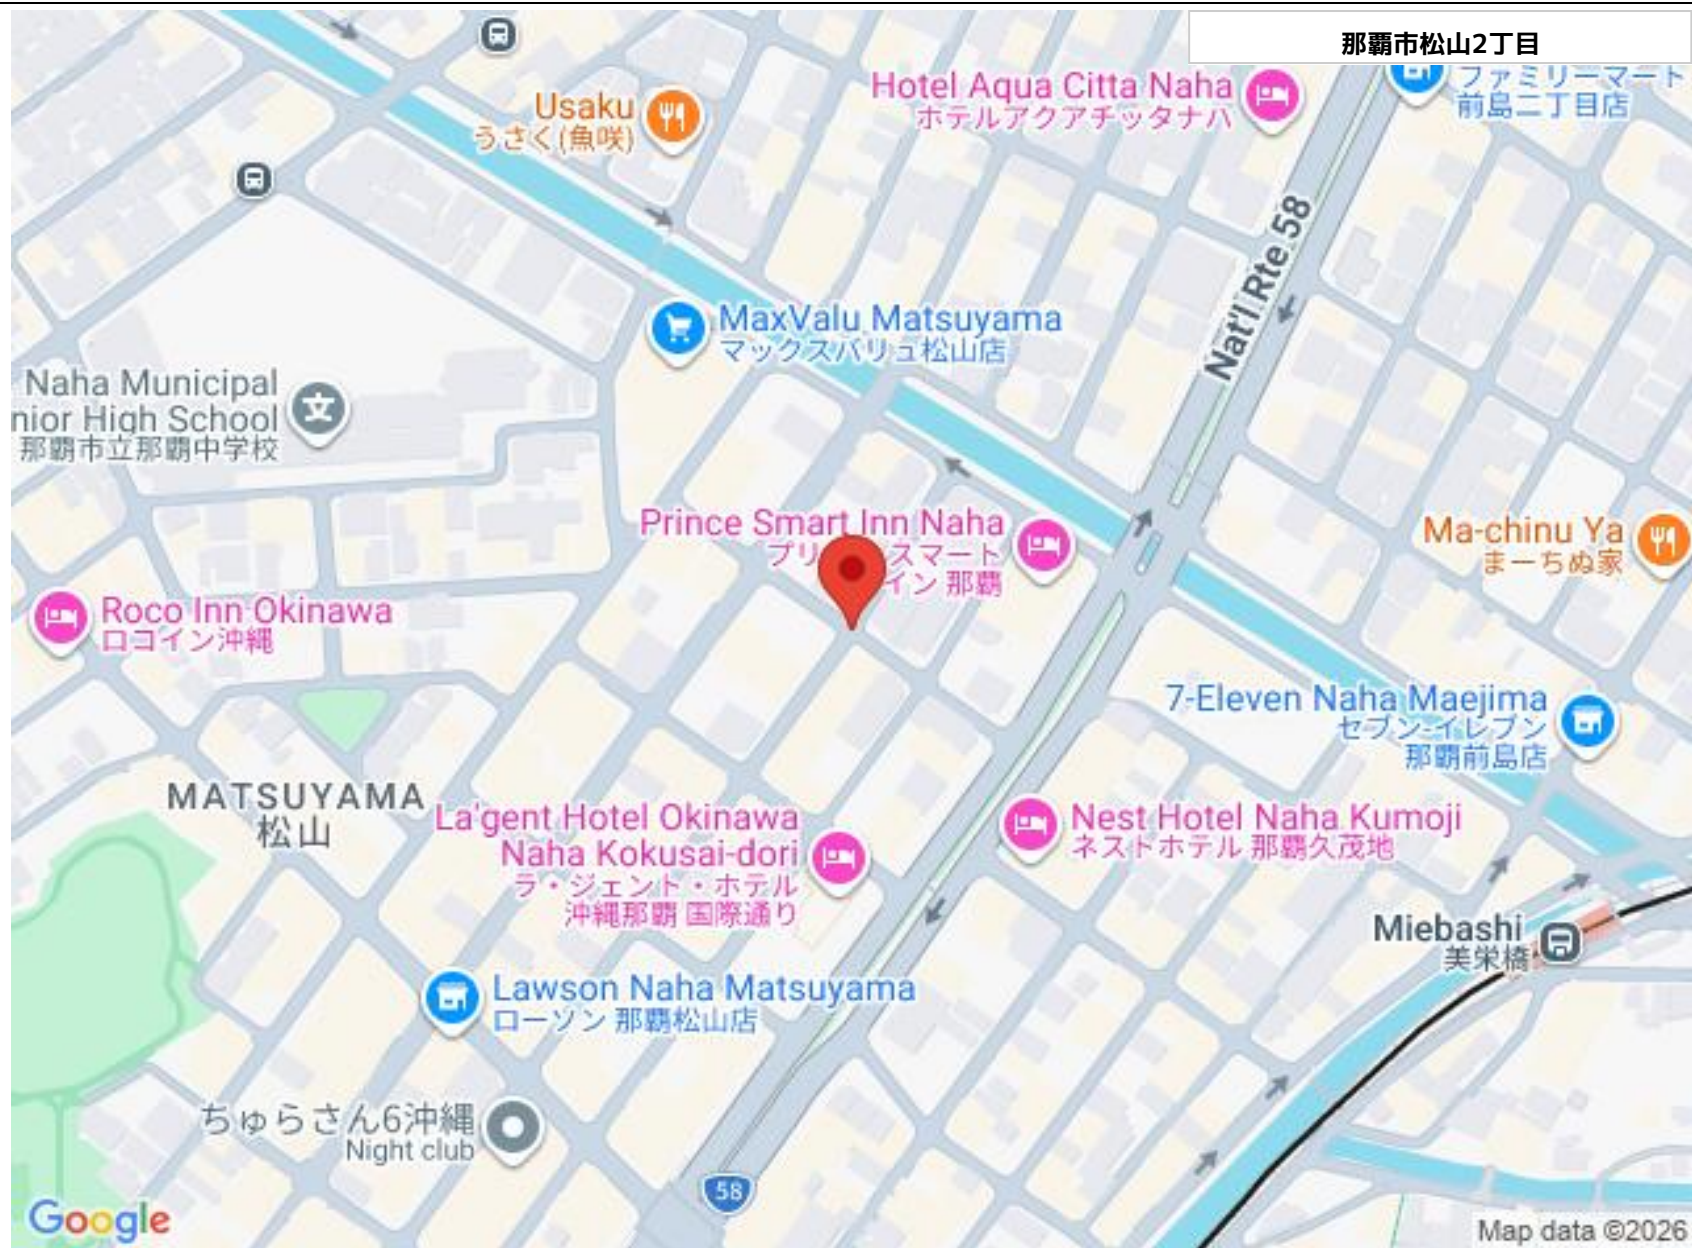 那覇市松山2丁目
Hotel Aqua Citta Naha
ホテルアクアチッタナハ
ファミリーマート
前島二丁目店
Usaku
うさく(魚咲)
Nat'l Rte 58
MaxValu Matsuyama
マックスバリュ松山店
Naha Municipal
nior High School
那覇市立那覇中学校
Prince Smart Inn Naha
プリ
スマート
イン 那覇
Ma-chinu Ya
まーちぬ家
Roco Inn Okinawa
ロコイン沖縄
7-Eleven Naha Maejima
セブン-イレブン
那覇前島店
MATSUYAMA
松山
La'gent Hotel Okinawa
Naha Kokusai-dori
ラ・ジェント・ホテル
沖縄那覇 国際通り
Nest Hotel Naha Kumoji
ネストホテル 那覇久茂地
Miebashi
美栄橋
Lawson Naha Matsuyama
ローソン 那覇松山店
ちゅらさん6沖縄
Night club
58
Google
Map data ©2026